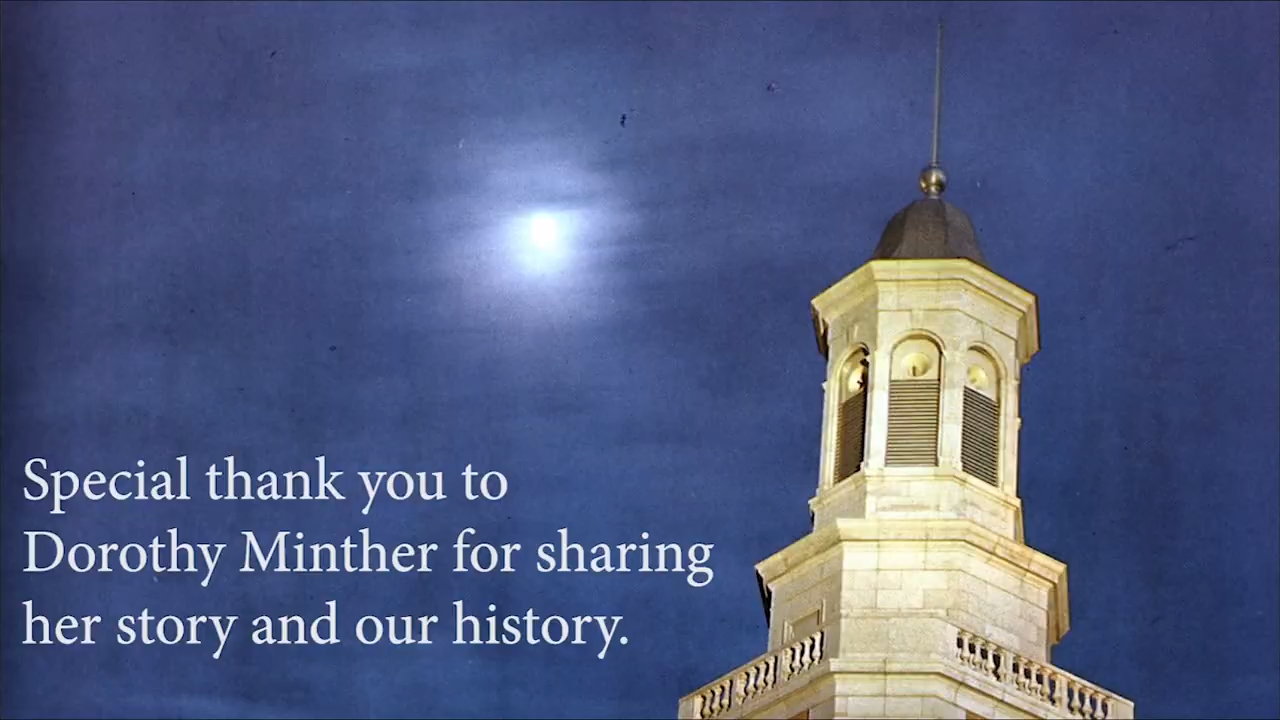 Special thank you to
Dorothy Minther for sharing
her story and our history.